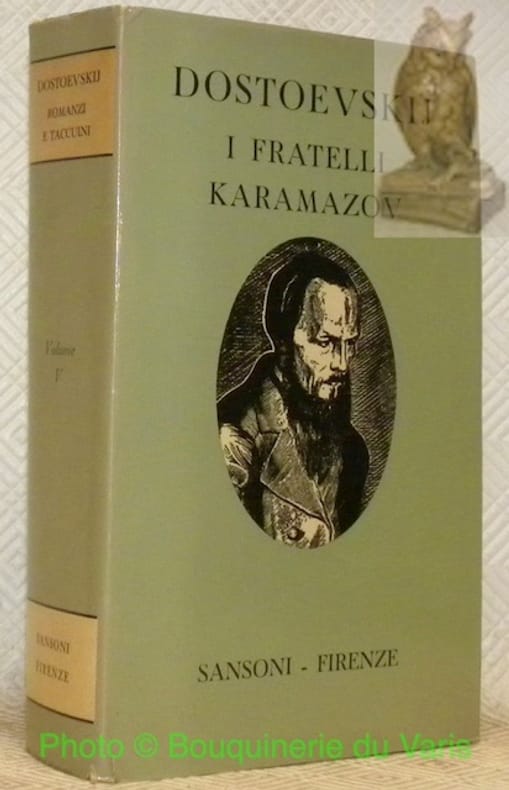 DOSTOEVSKIJ
ROMANZI
E TACCUINI
Volume
V
SANSONI
FIRENZE
DOSTOEVSKIJ
I FRATELLI
KARAMAZOV
SANSONI - FIRENZE
Photo © Bouquinerie du Varis